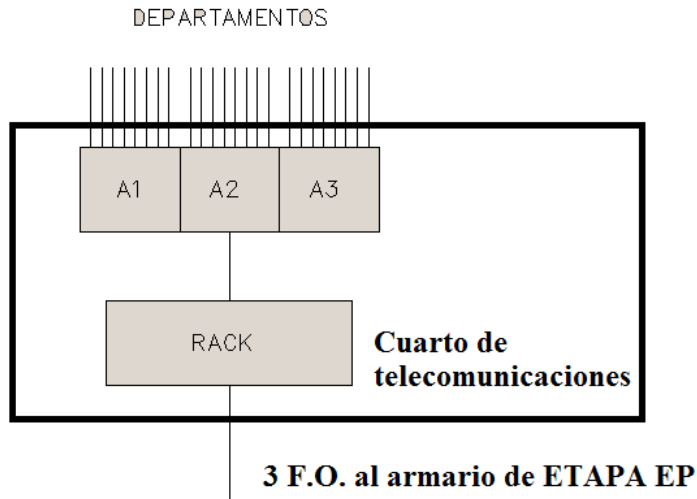 DEPARTAMENTOS
A1 A2 A3
RACK
Cuarto de
telecomunicaciones
3 F.O. al armario de ETAPA EP